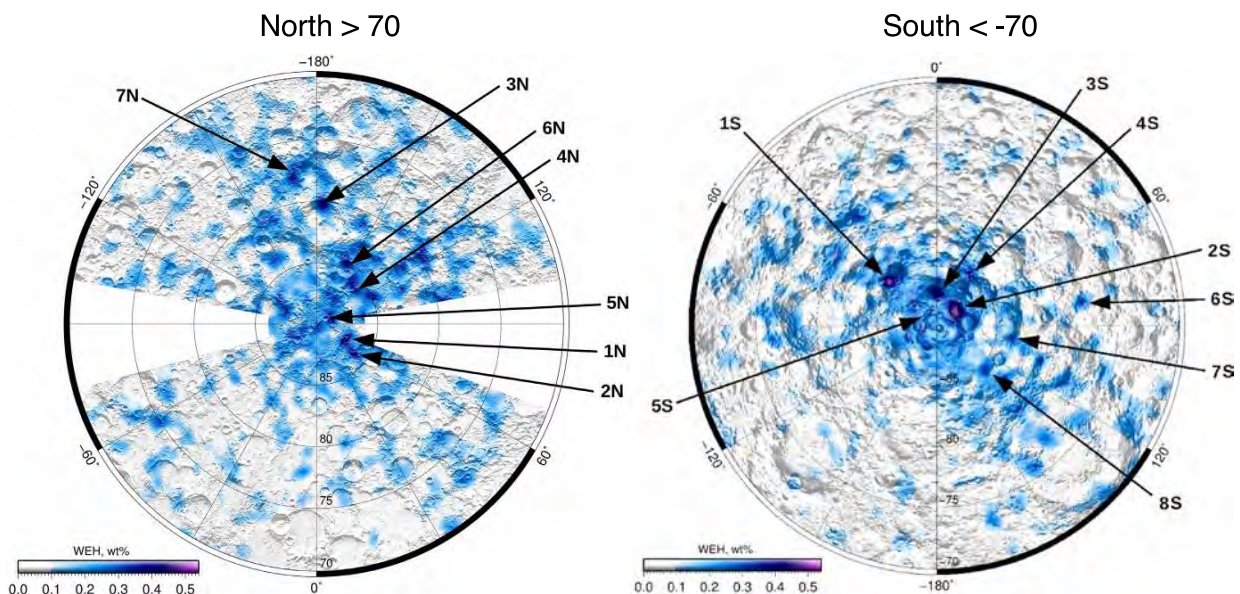 North > 70
South < -70
−180˚
7N
3N
6N
4N
−120˚
120˚
5N
1N
2N
85
80
75
70
−60˚
60˚
0˚
WEH, wt%
0.0 0.1 0.2 0.3 0.4 0.5
0˚
3S
1S
4S
−60˚
60˚
2S
6S
7S
5S
−85
−80
−75
−70
−120˚
120˚
8S
−180˚
WEH, wt%
0.0 0.1 0.2 0.3 0.4 0.5